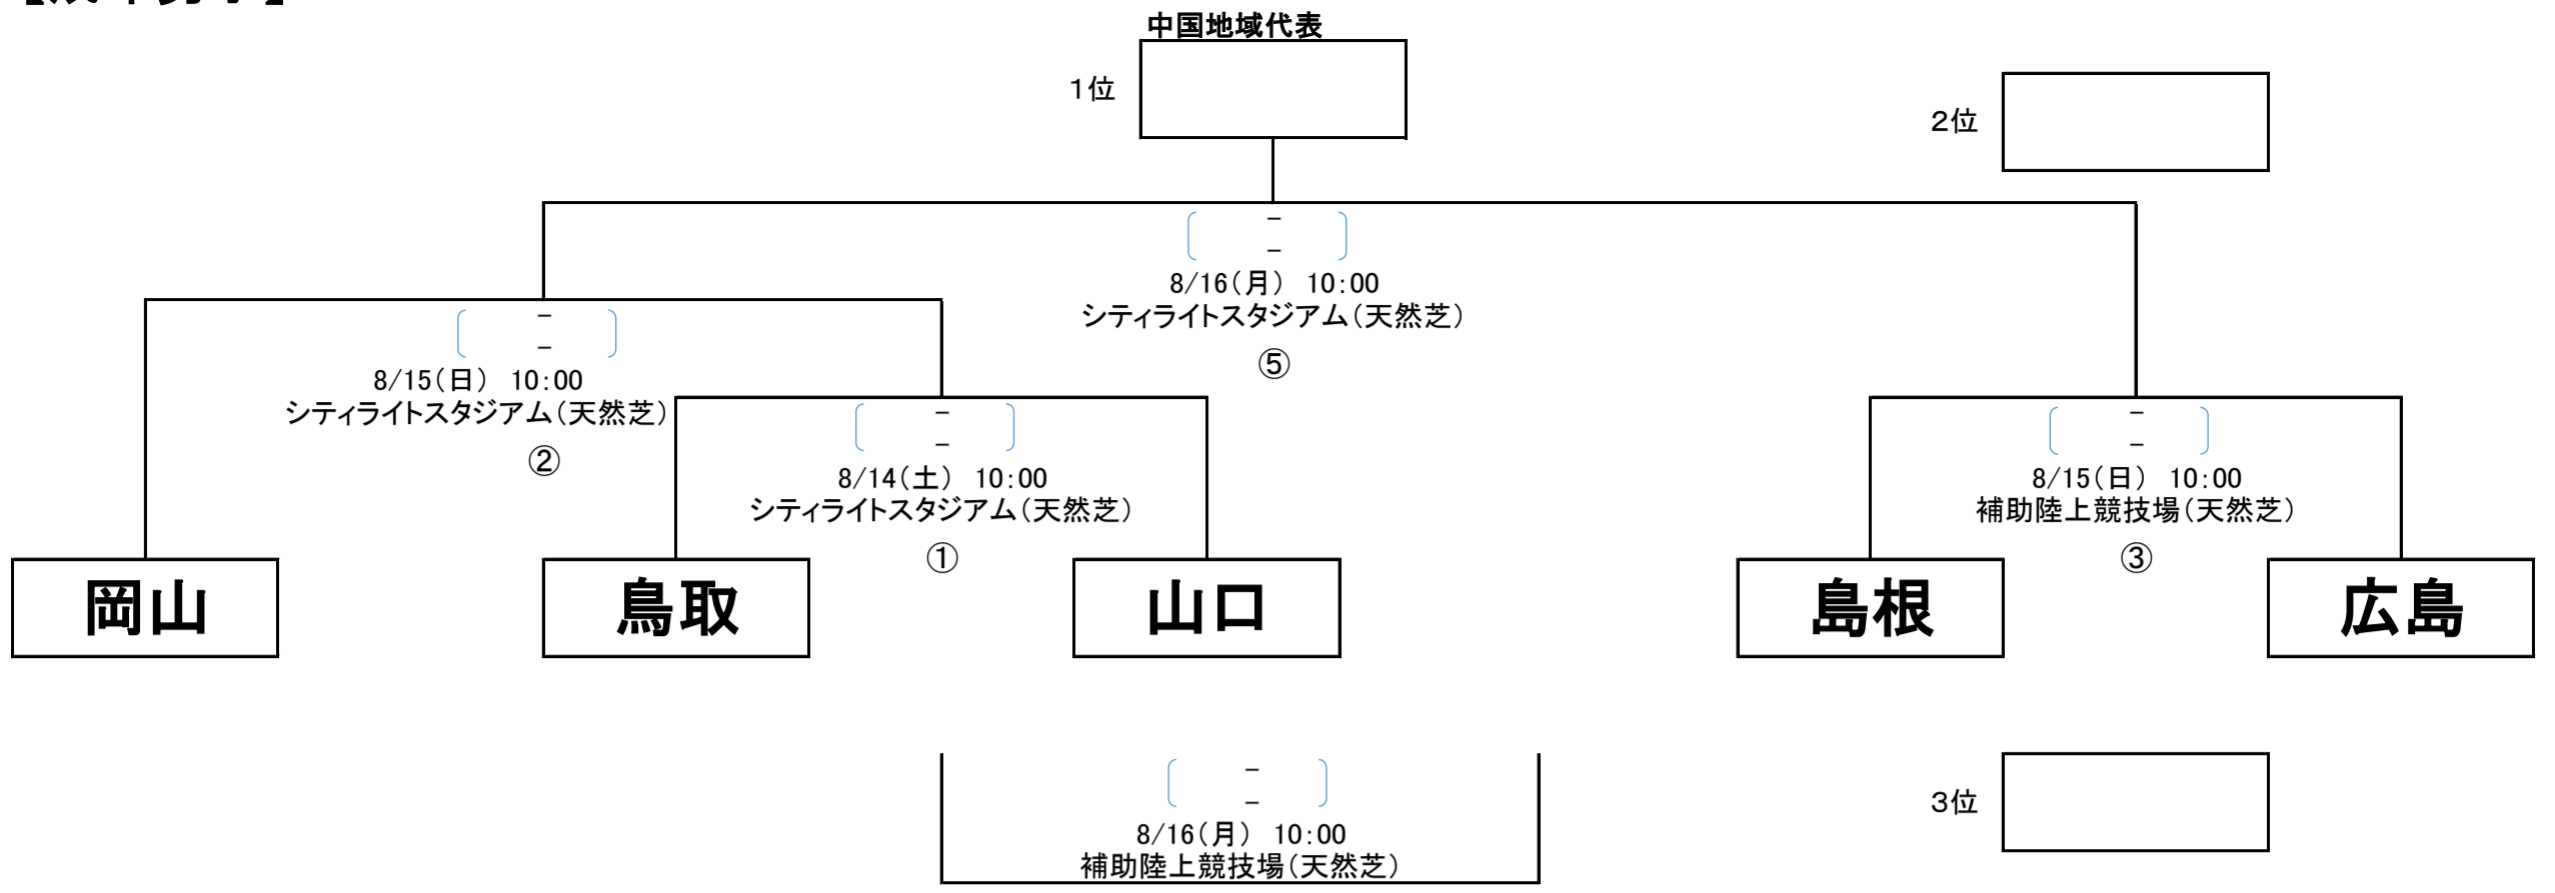 中国地域代表
1位
2位
-
-
8/16(月) 10:00
シティライトスタジアム(天然芝)
⑤
-
-
8/15(日) 10:00
シティライトスタジアム(天然芝)
②
-
-
8/14(土) 10:00
シティライトスタジアム(天然芝)
①
-
-
8/15(日) 10:00
補助陸上競技場(天然芝)
③
岡山
鳥取
山口
島根
広島
-
-
8/16(月) 10:00
補助陸上競技場(天然芝)
3位